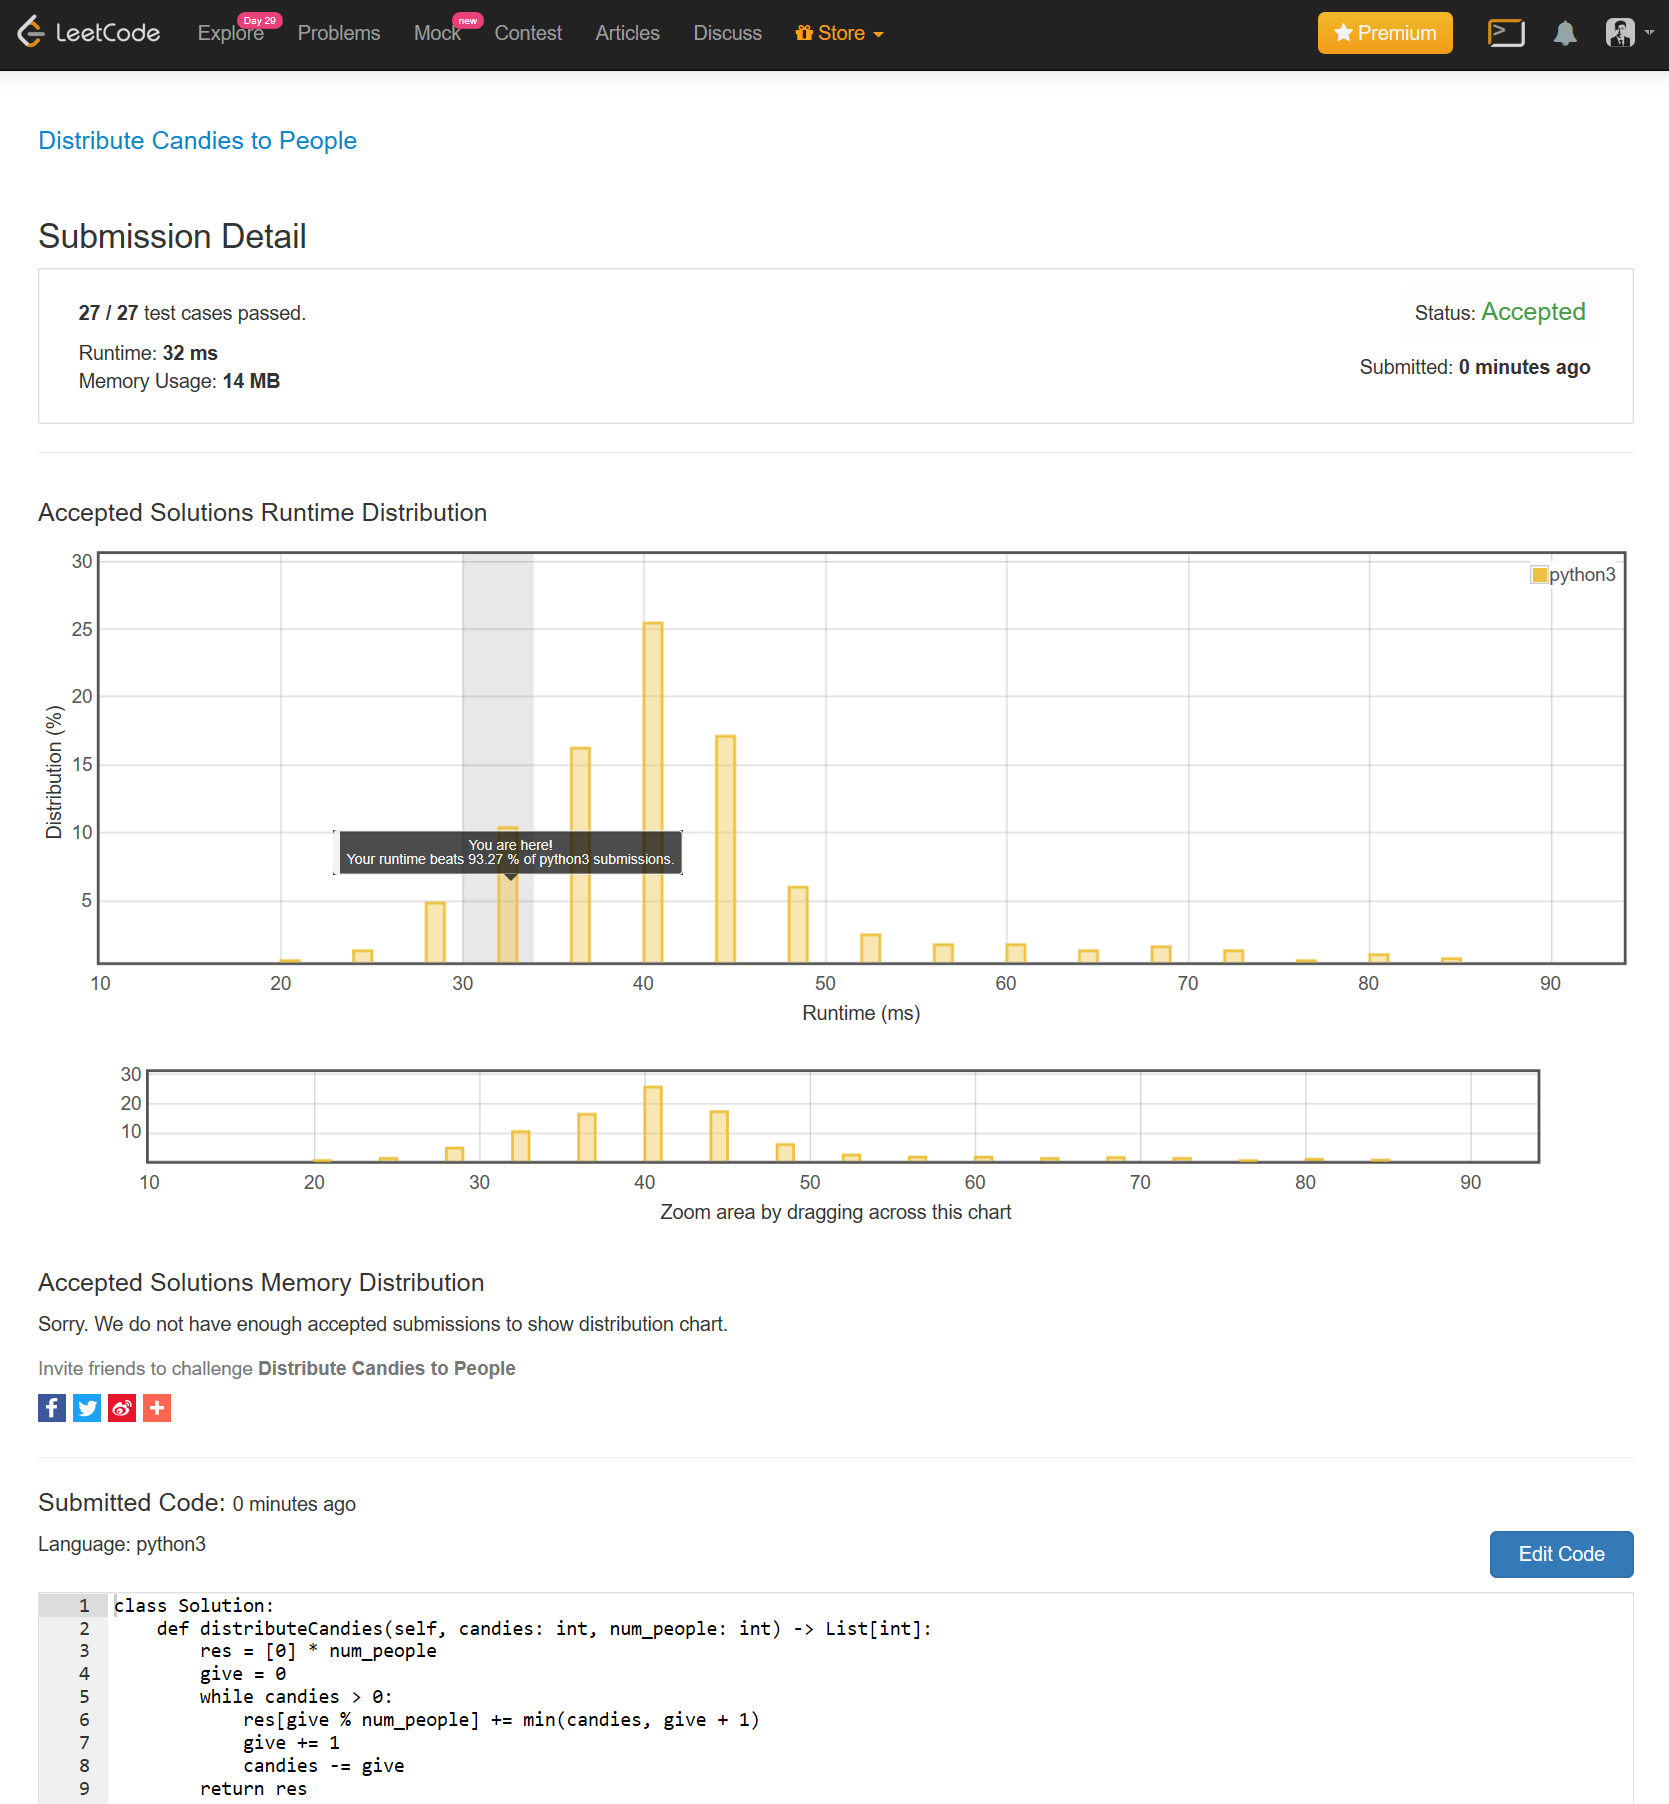 LeetCode
Explore Day 29 Problems Mock new Contest Articles Discuss Store Premium
Distribute Candies to People
Submission Detail
27 / 27 test cases passed.
Status: Accepted
Runtime: 32 ms
Submitted: 0 minutes ago
Memory Usage: 14 MB
Accepted Solutions Runtime Distribution
30
python3
25
20
15
10
5
Distribution (%)
You are here!
Your runtime beats 93.27 % of python3 submissions.
10 20 30 40 50 60 70 80 90
Runtime (ms)
30
20
10
10 20 30 40 50 60 70 80 90
Zoom area by dragging across this chart
Accepted Solutions Memory Distribution
Sorry. We do not have enough accepted submissions to show distribution chart.
Invite friends to challenge Distribute Candies to People
Submitted Code: 0 minutes ago
Language: python3
Edit Code
1 class Solution:
2     def distributeCandies(self, candies: int, num_people: int) -> List[int]:
3         res = [0] * num_people
4         give = 0
5         while candies > 0:
6             res[give % num_people] += min(candies, give + 1)
7             give += 1
8             candies -= give
9         return res